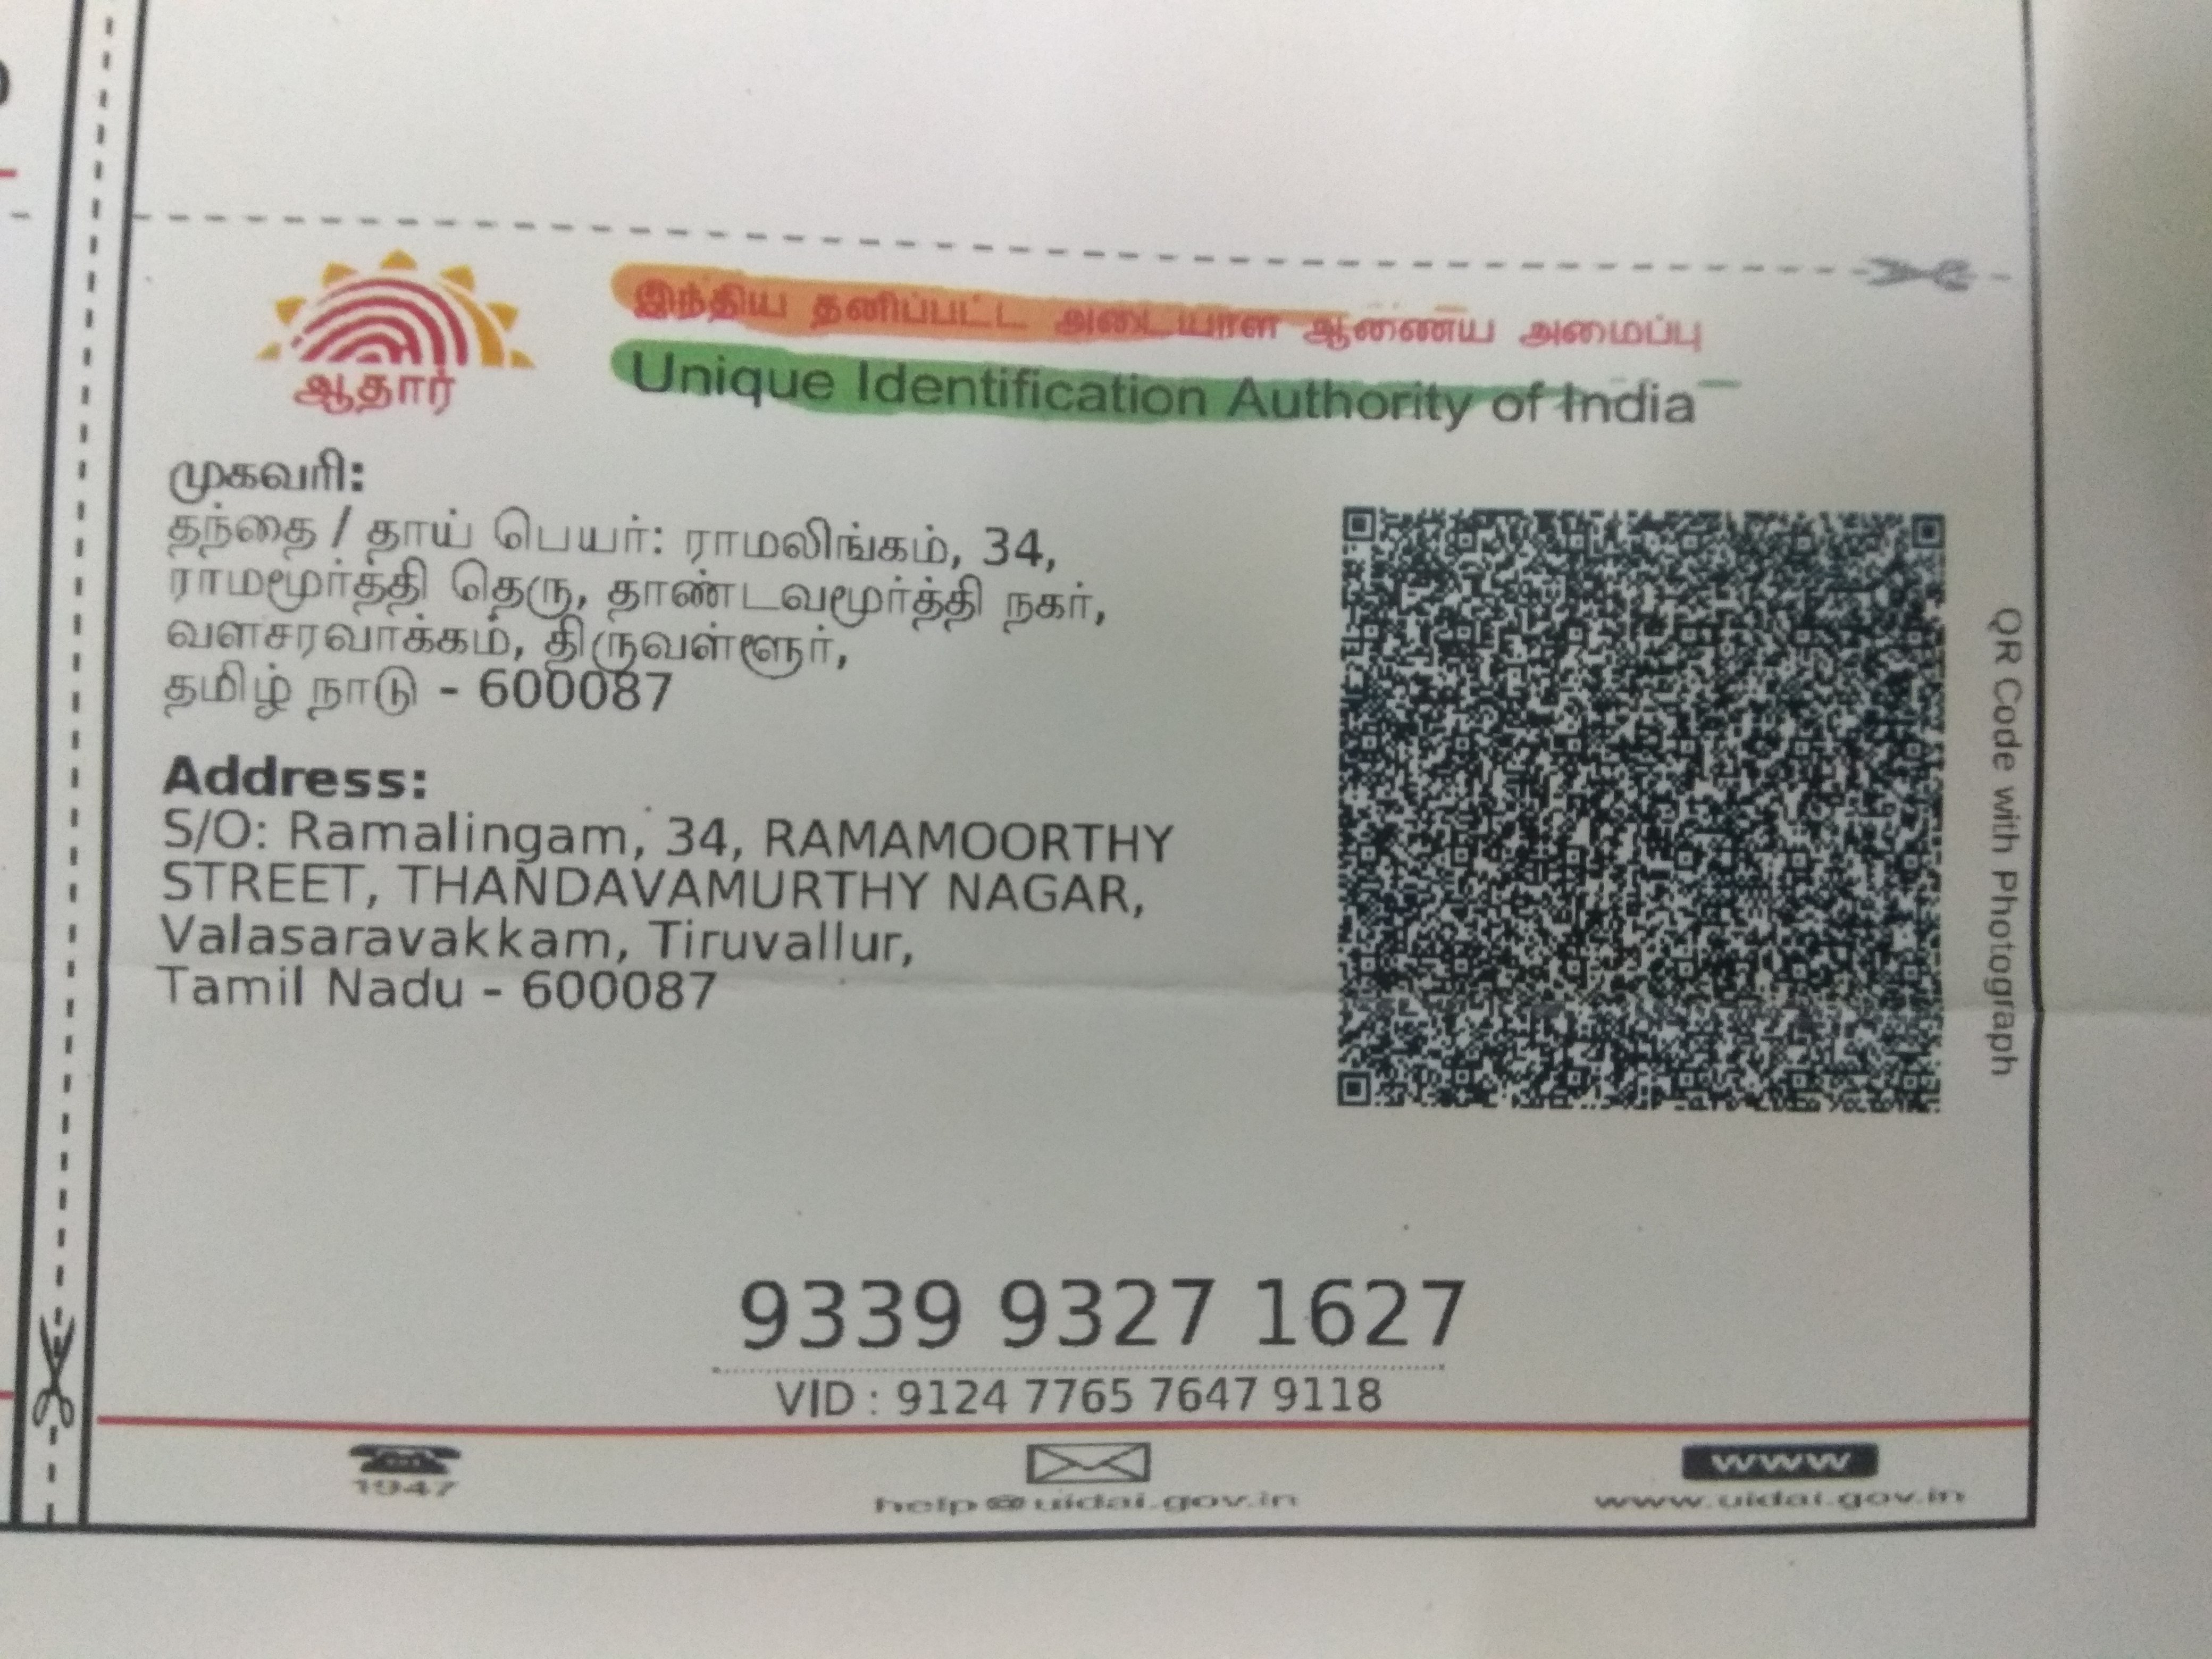 ஆதார்
இந்திய தனிப்பட்ட அடையாள ஆணைய அமைப்பு
Unique Identification Authority of India
முகவரி:
தந்தை / தாய் பெயர்: ராமலிங்கம், 34,
ராமமூர்த்தி தெரு, தாண்டவமூர்த்தி நகர்,
வளசரவாக்கம், திருவள்ளூர்,
தமிழ் நாடு - 600087
Address:
S/O: Ramalingam, 34, RAMAMOORTHY
STREET, THANDAVAMURTHY NAGAR,
Valasaravakkam, Tiruvallur,
Tamil Nadu - 600087
QR Code with Photograph
9339 9327 1627
VID : 9124 7765 7647 9118
1947
help@uidai.gov.in
www
www.uidai.gov.in